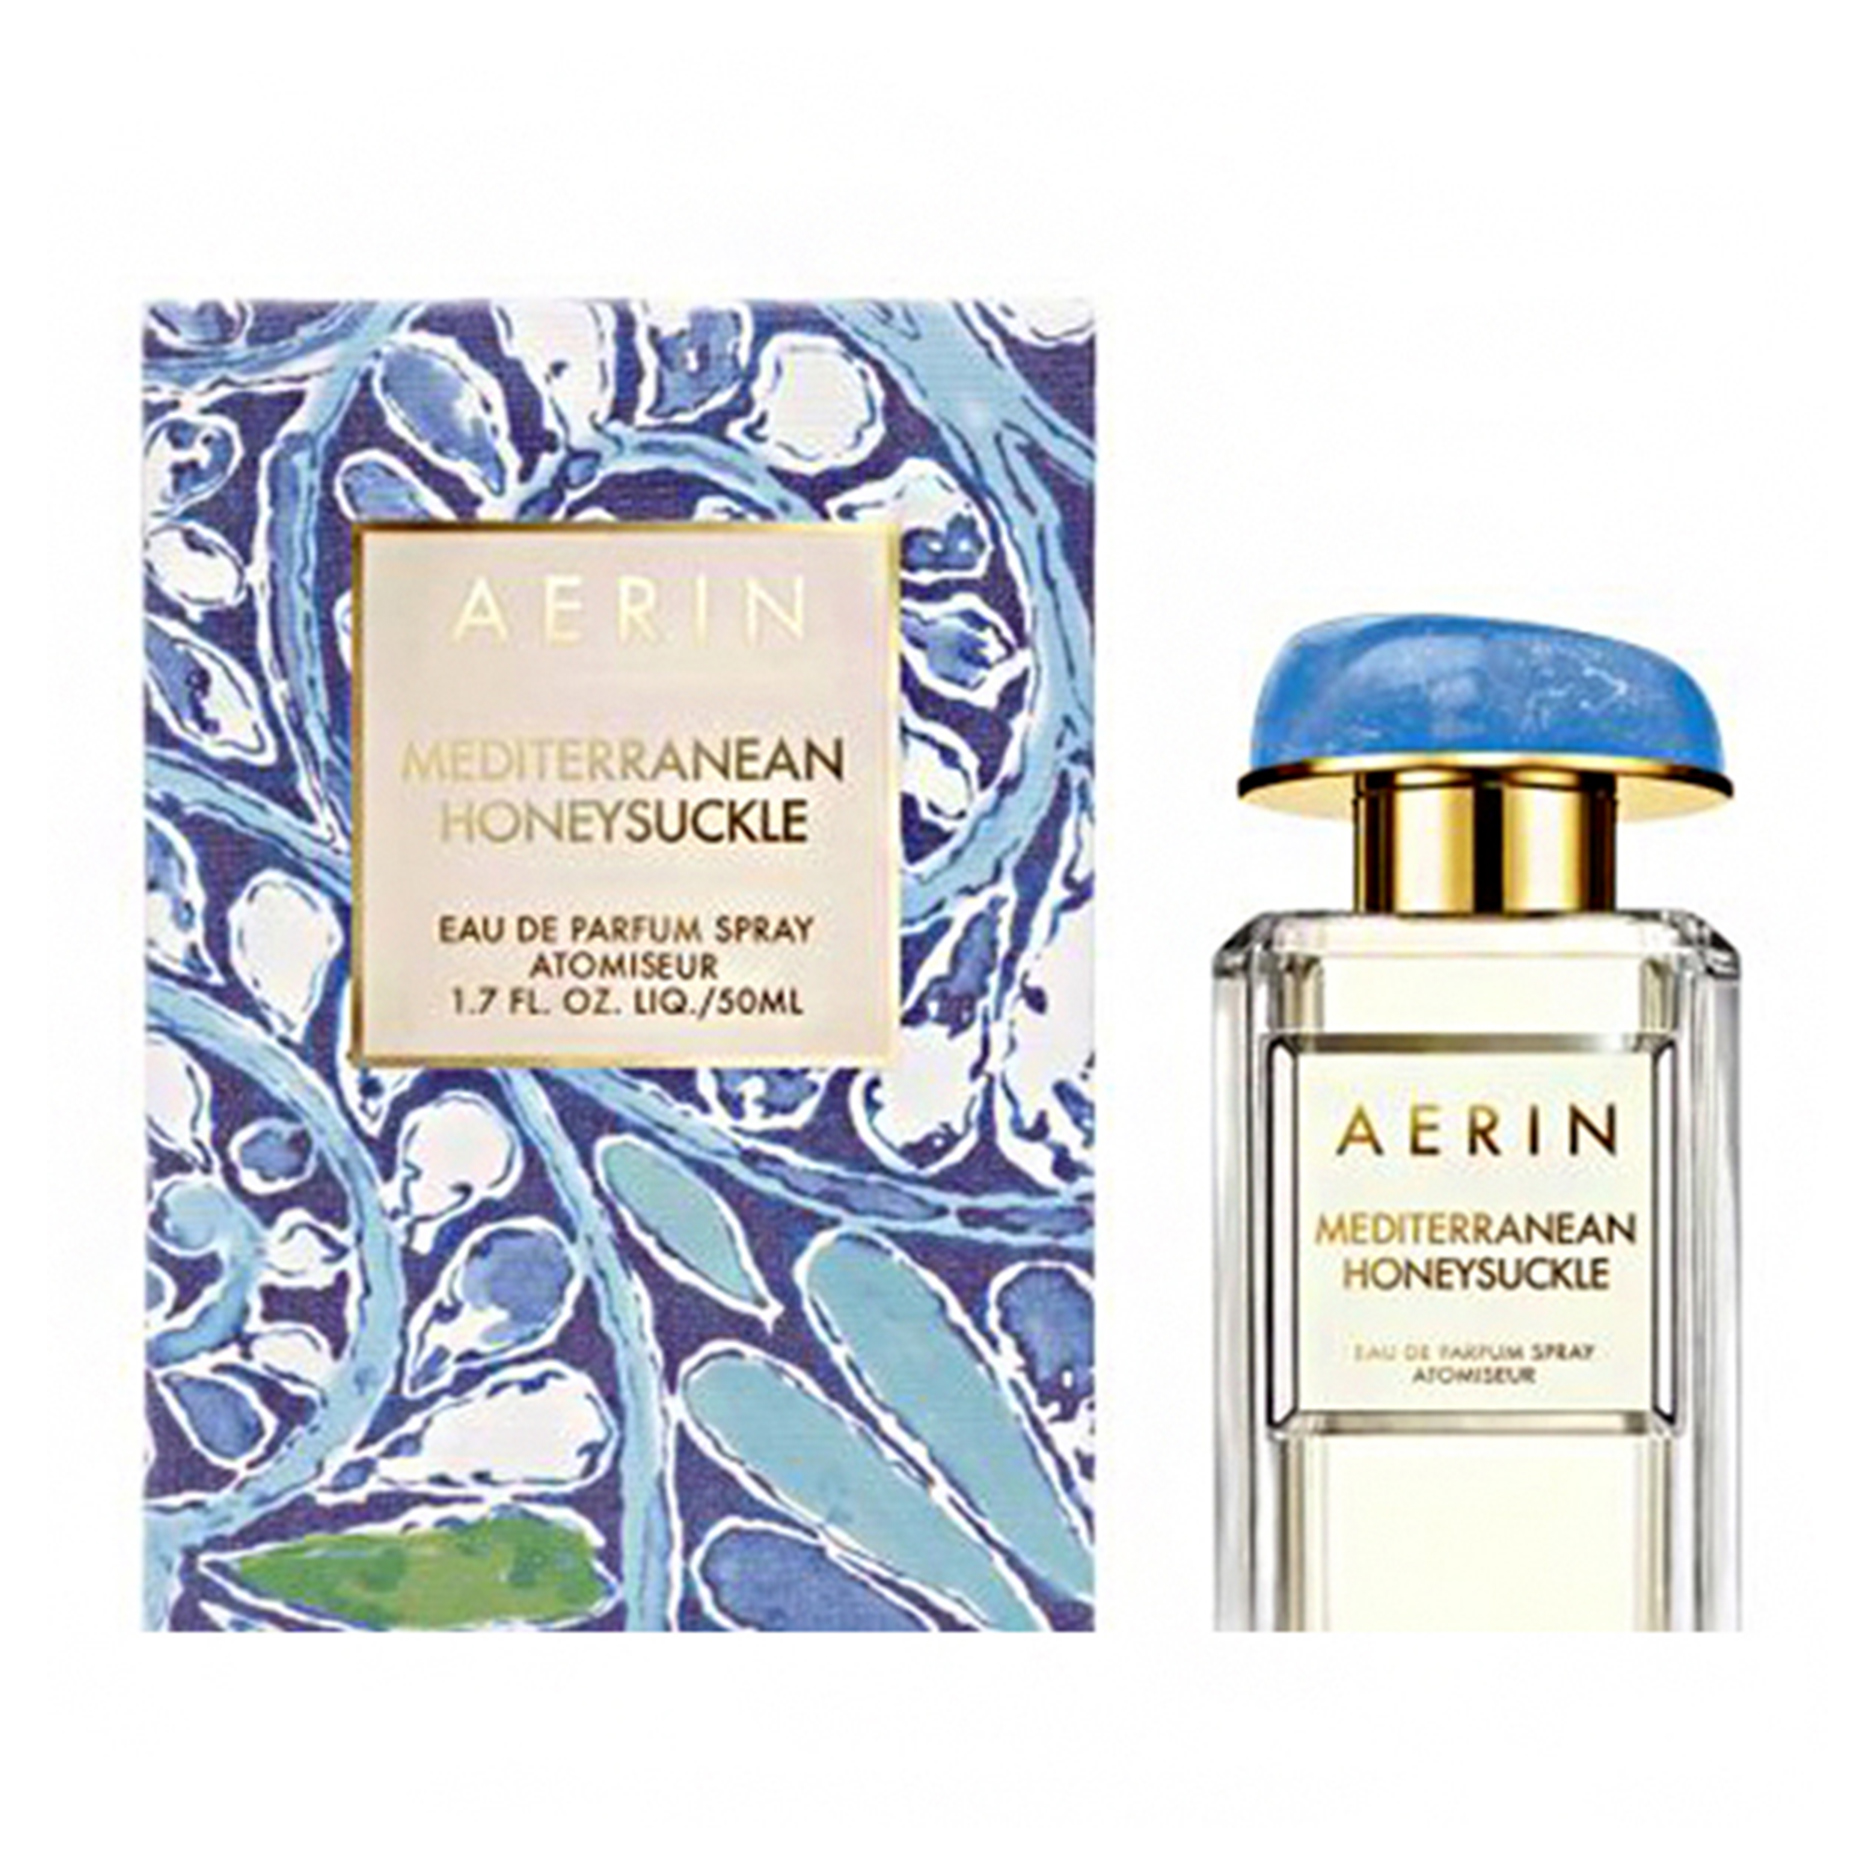 AERIN
MEDITERRANEAN
HONEYSUCKLE
EAU DE PARFUM SPRAY
ATOMISEUR
1.7 FL. OZ. LIQ./50ML
AERIN
MEDITERRANEAN
HONEYSUCKLE
EAU DE PARFUM SPRAY
ATOMISEUR